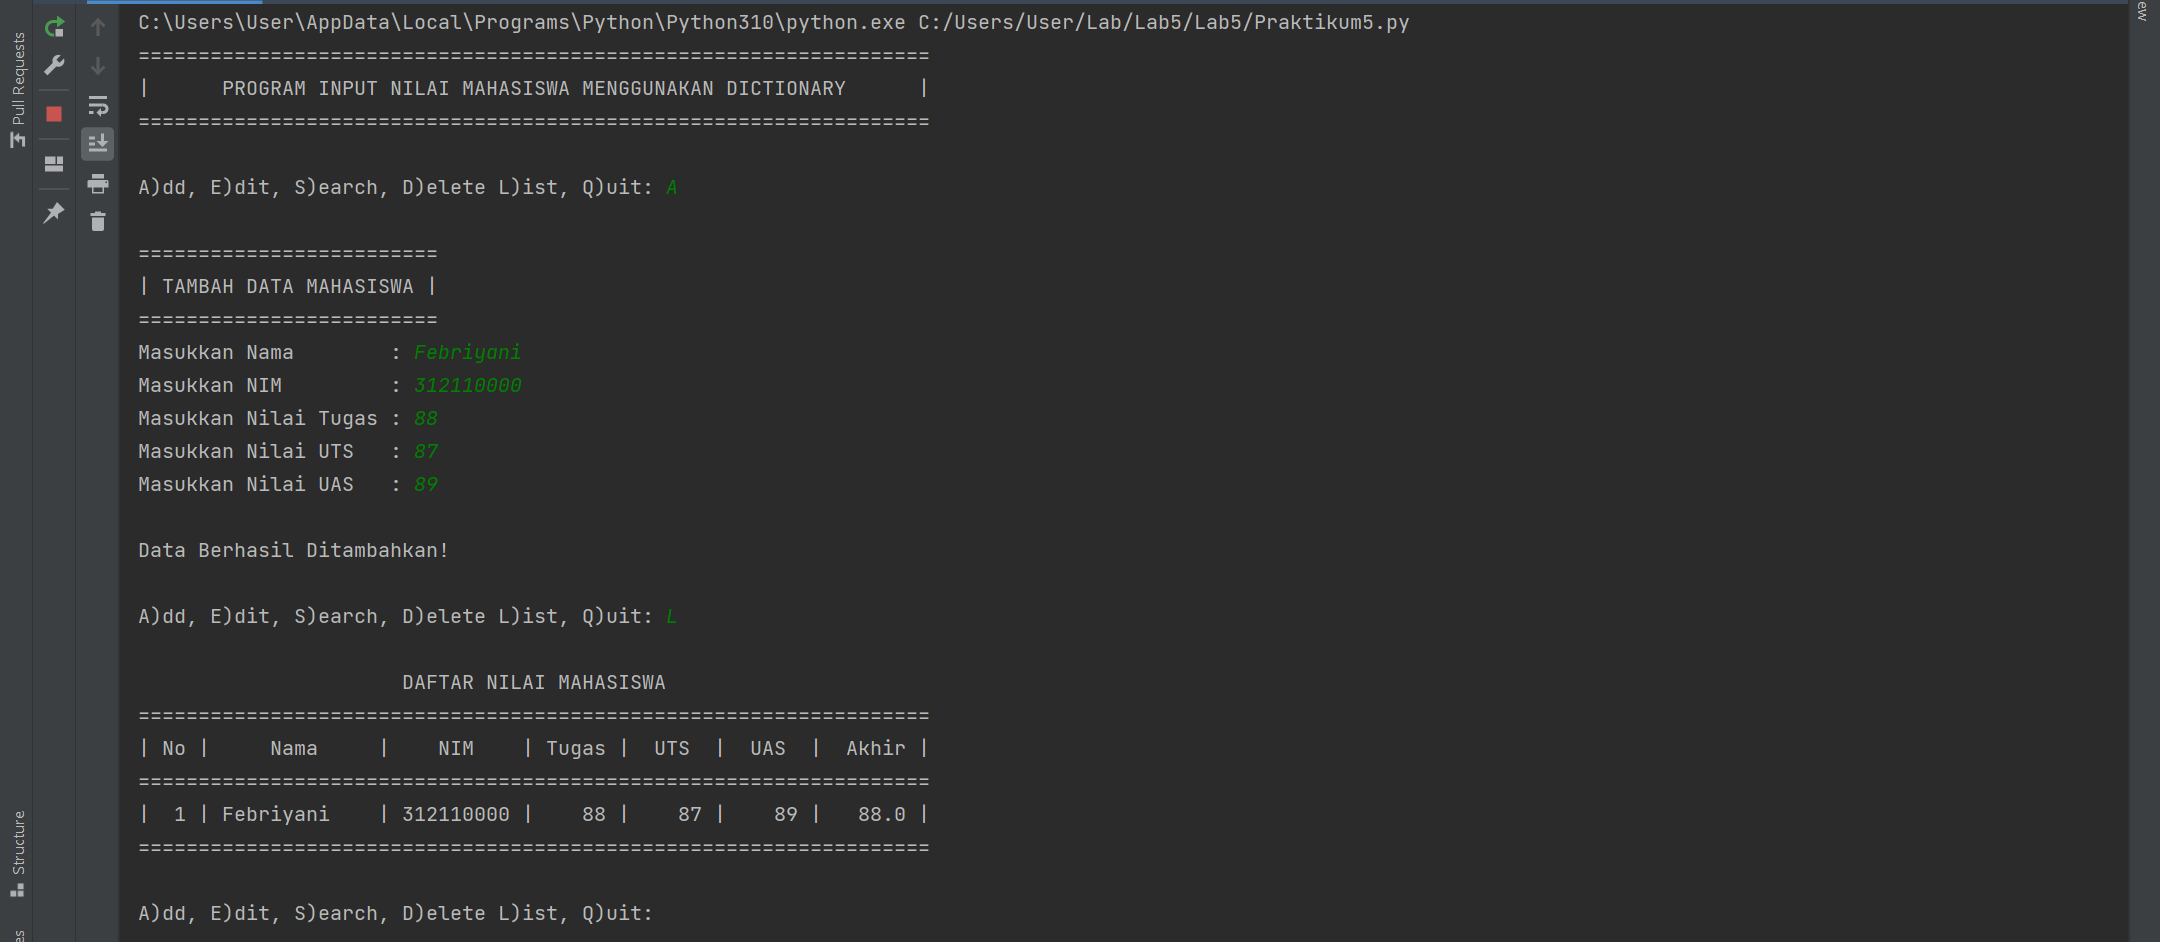 C:\Users\User\AppData\Local\Programs\Python\Python310\python.exe C:/Users/User/Lab/Lab5/Lab5/Praktikum5.py
==================================================================
|      PROGRAM INPUT NILAI MAHASISWA MENGGUNAKAN DICTIONARY      |
==================================================================
A)dd, E)dit, S)earch, D)elete L)ist, Q)uit: A
=========================
| TAMBAH DATA MAHASISWA |
=========================
Masukkan Nama        : Febriyani
Masukkan NIM         : 312110000
Masukkan Nilai Tugas : 88
Masukkan Nilai UTS   : 87
Masukkan Nilai UAS   : 89
Data Berhasil Ditambahkan!
A)dd, E)dit, S)earch, D)elete L)ist, Q)uit: L
DAFTAR NILAI MAHASISWA
==================================================================
| No |     Nama     |    NIM    | Tugas |  UTS  |  UAS  |  Akhir |
==================================================================
|  1 | Febriyani    | 312110000 |    88 |    87 |    89 |   88.0 |
==================================================================
A)dd, E)dit, S)earch, D)elete L)ist, Q)uit:
Pull Requests
Structure